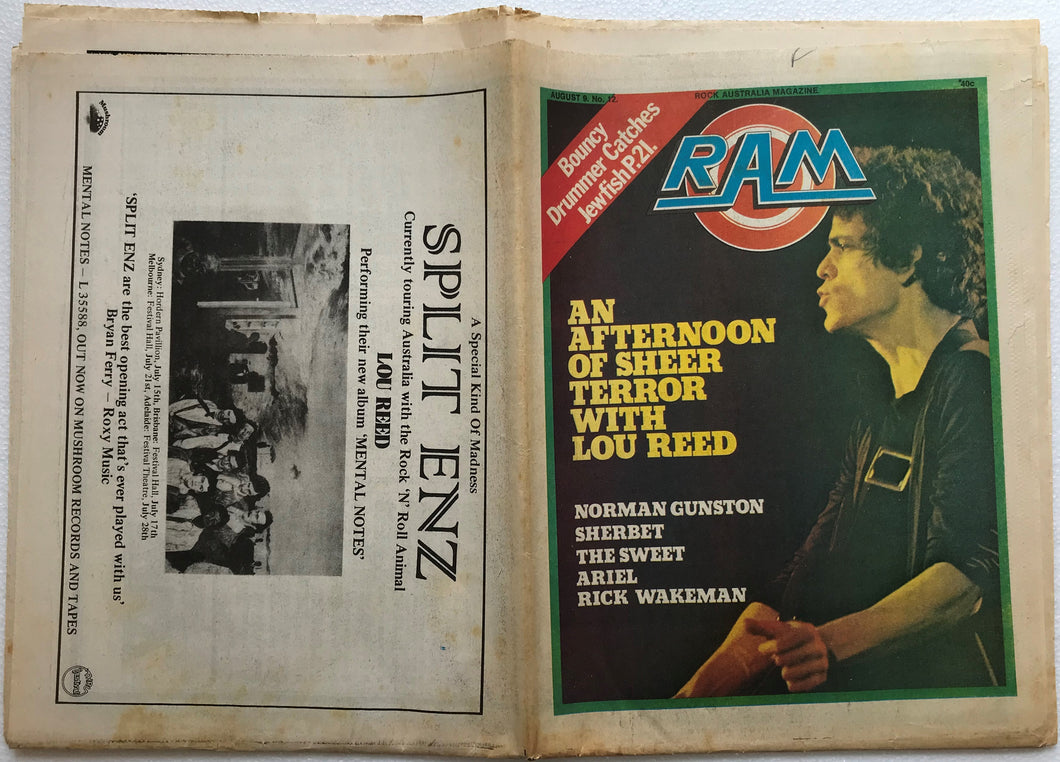 AUGUST 9. No. 12.
ROCK AUSTRALIA MAGAZINE
40c
Bouncy
Drummer Catches
Jewfish P.21.
RAM
AN
AFTERNOON
OF SHEER
TERROR
WITH
LOU REED
NORMAN GUNSTON
SHERBET
THE SWEET
ARIEL
RICK WAKEMAN
A Special Kind Of Madness
SPLIT ENZ
Currently touring Australia with the Rock 'N' Roll Animal
LOU REED
Performing their new album 'MENTAL NOTES'
Sydney: Hordern Pavillion, July 15th, Brisbane: Festival Hall, July 17th
Melbourne: Festival Hall, July 21st, Adelaide: Festival Theatre, July 28th
'SPLIT ENZ are the best opening act that's ever played with us'
Bryan Ferry – Roxy Music
MENTAL NOTES – L 35588, OUT NOW ON MUSHROOM RECORDS AND TAPES
Mushroom